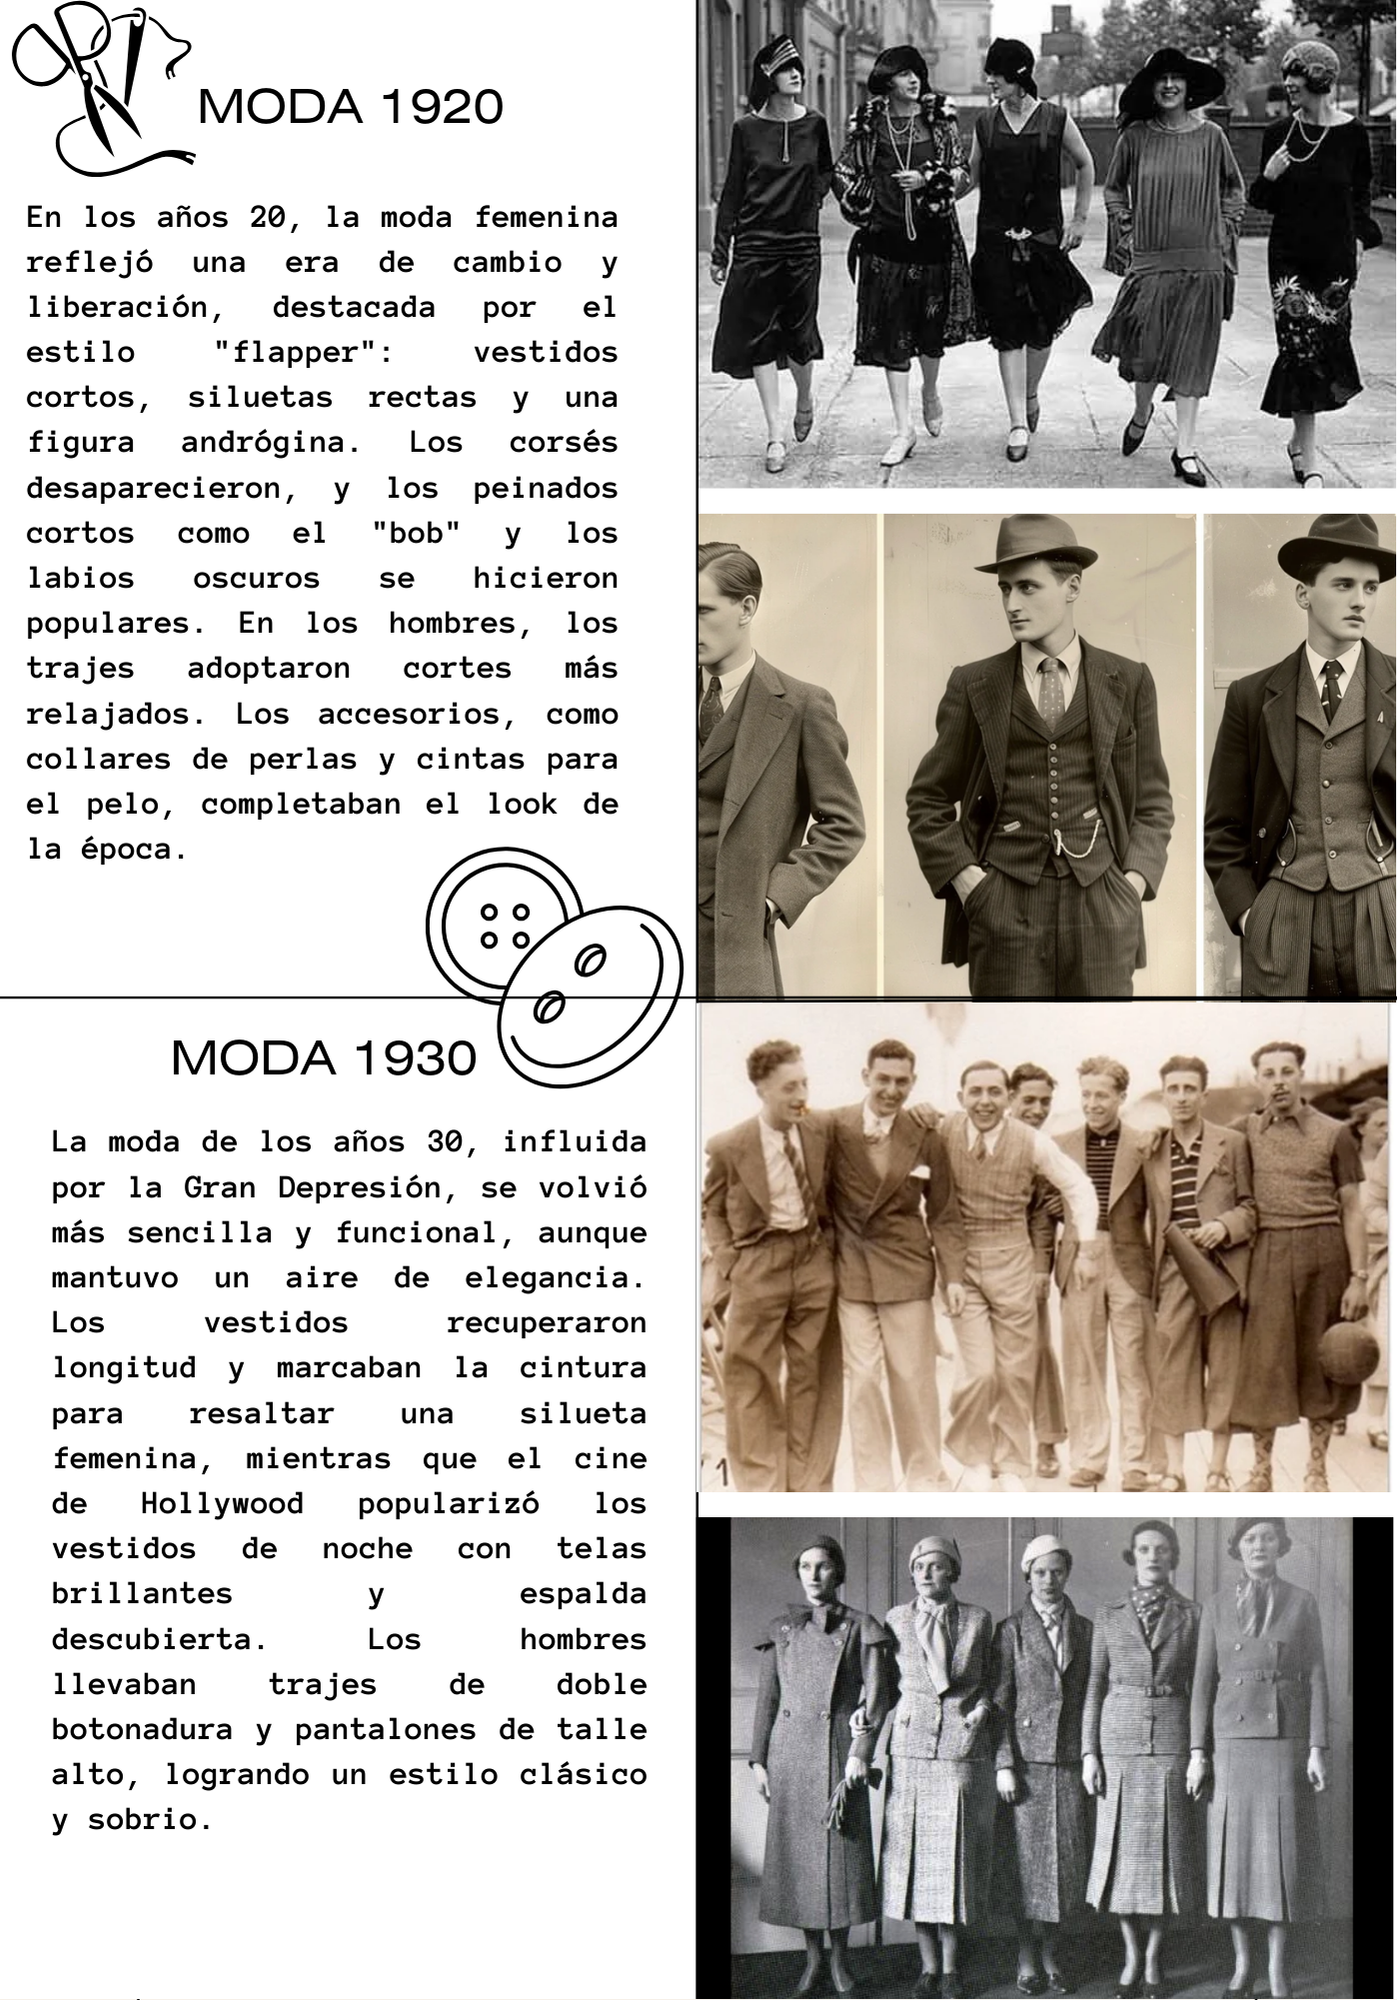 MODA 1920
En los años 20, la moda femenina
reflejó una era de cambio y
liberación, destacada por el
estilo "flapper": vestidos
cortos, siluetas rectas y una
figura andrógina. Los corsés
desaparecieron, y los peinados
cortos como el "bob" y los
labios oscuros se hicieron
populares. En los hombres, los
trajes adoptaron cortes más
relajados. Los accesorios, como
collares de perlas y cintas para
el pelo, completaban el look de
la época.
MODA 1930
La moda de los años 30, influida
por la Gran Depresión, se volvió
más sencilla y funcional, aunque
mantuvo un aire de elegancia.
Los vestidos recuperaron
longitud y marcaban la cintura
para resaltar una silueta
femenina, mientras que el cine
de Hollywood popularizó los
vestidos de noche con telas
brillantes y espalda
descubierta. Los hombres
llevaban trajes de doble
botonadura y pantalones de talle
alto, logrando un estilo clásico
y sobrio.
1